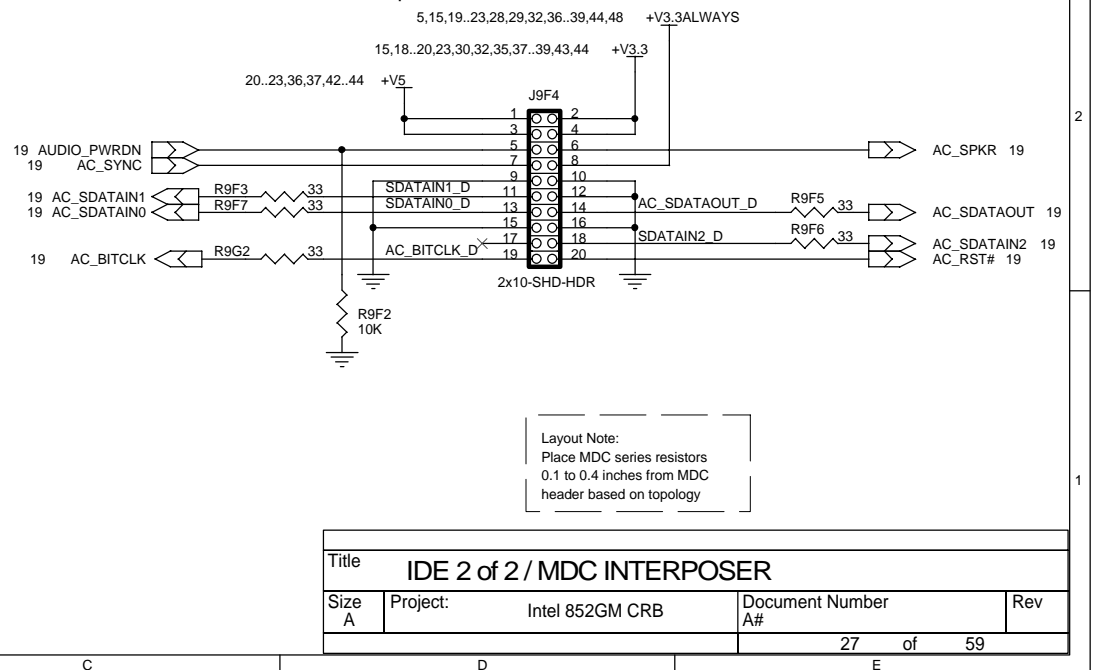 5,15,19..23,28,29,32,36..39,44,48 +V3.3ALWAYS
15,18..20,23,30,32,35,37..39,43,44 +V3.3
20..23,36,37,42..44 +V5
J9F4
1 2
3 4
19 AUDIO_PWRDN 5 6 AC_SPKR 19
19 AC_SYNC 7 8
9 10
19 AC_SDATAIN1 R9F3 33 SDATAIN1_D 11 12
19 AC_SDATAIN0 R9F7 33 SDATAIN0_D 13 14 AC_SDATAOUT_D R9F5 33 AC_SDATAOUT 19
15 16
17 18 SDATAIN2_D R9F6 33 AC_SDATAIN2 19
19 AC_BITCLK R9G2 33 AC_BITCLK_D 19 20 AC_RST# 19
2x10-SHD-HDR
R9F2
10K
2
Layout Note:
Place MDC series resistors
0.1 to 0.4 inches from MDC
header based on topology
1
Title IDE 2 of 2 / MDC INTERPOSER
Size Project: Intel 852GM CRB Document Number Rev
A A#
27 of 59
C D E